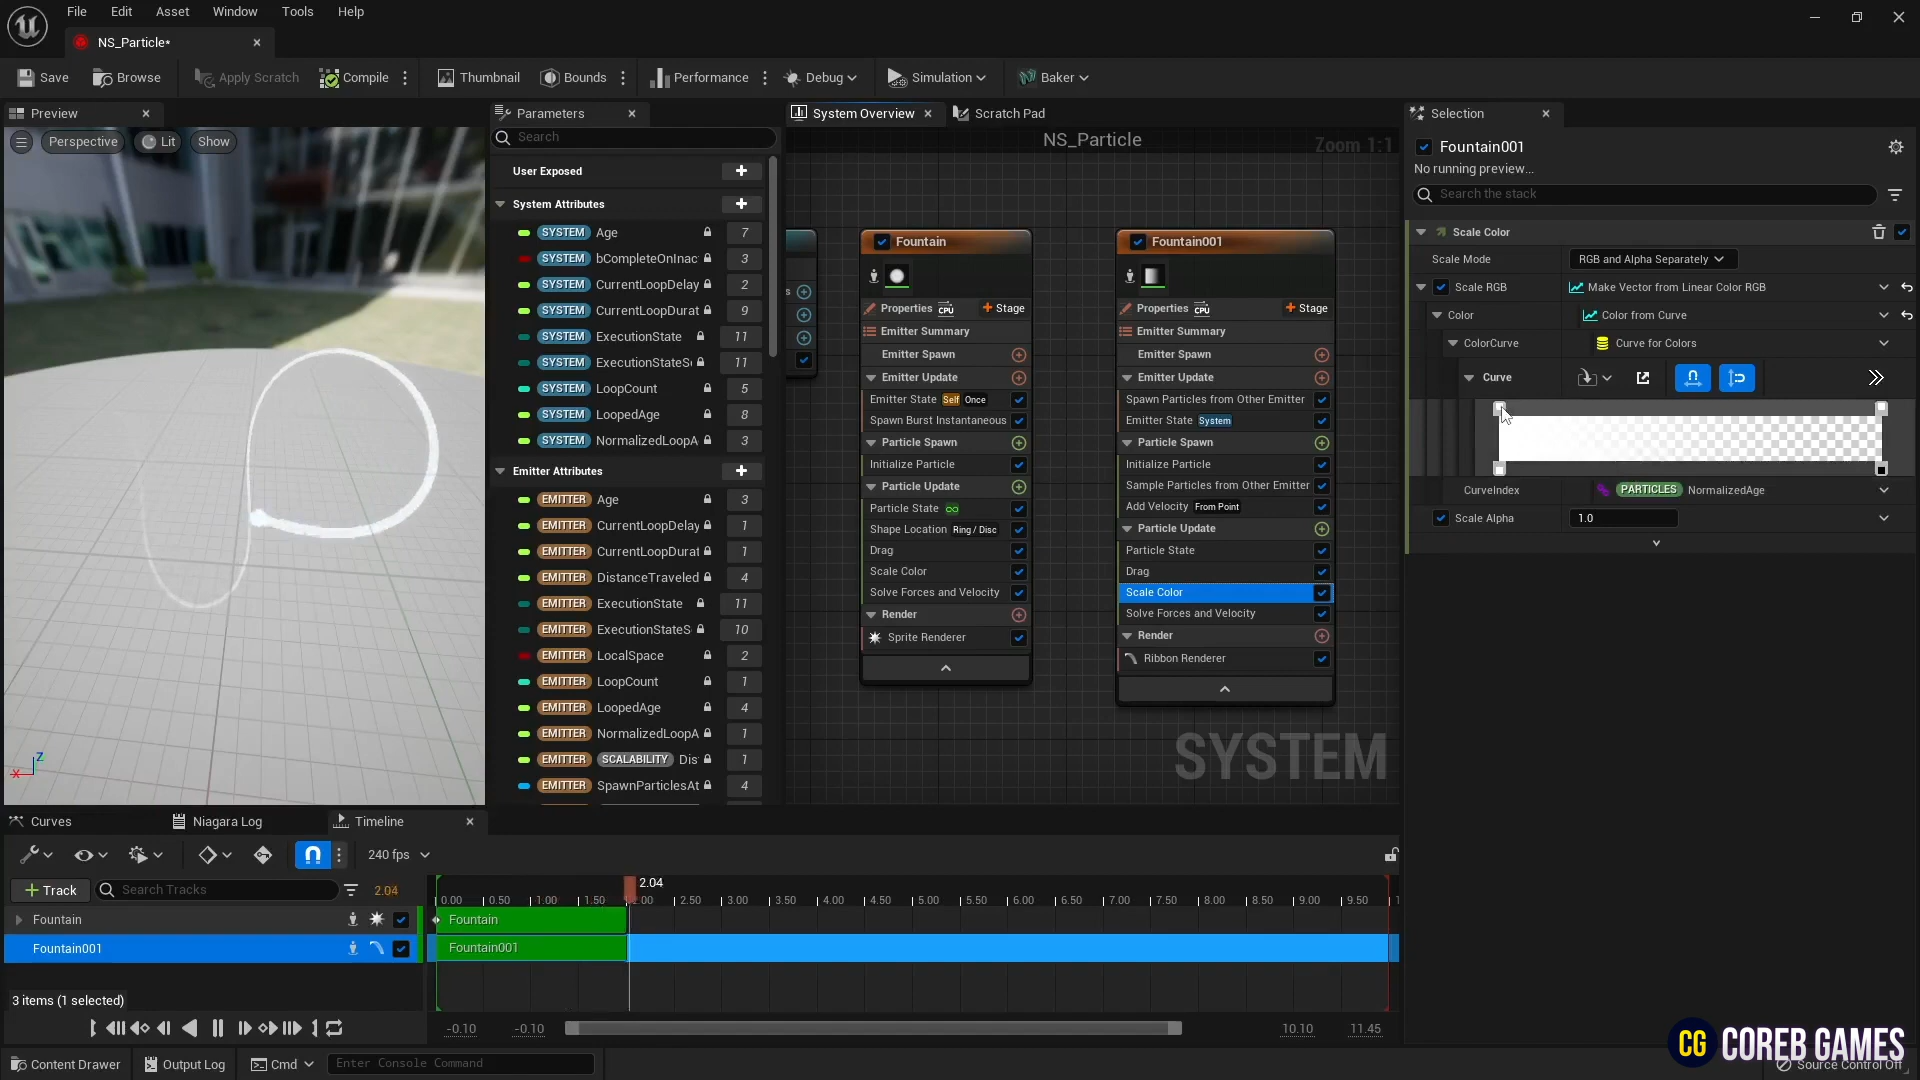 File Edit Asset Window Tools Help
NS_Particle*
Save Browse Apply Scratch Compile Thumbnail Bounds Performance Debug Simulation Baker
Preview
Perspective Lit Show
Z
X
Parameters
Search
User Exposed
System Attributes
SYSTEM Age 7
SYSTEM bCompleteOnInac 3
SYSTEM CurrentLoopDelay 2
SYSTEM CurrentLoopDurat 9
SYSTEM ExecutionState 11
SYSTEM ExecutionStateS 11
SYSTEM LoopCount 5
SYSTEM LoopedAge 8
SYSTEM NormalizedLoopA 3
Emitter Attributes
EMITTER Age 3
EMITTER CurrentLoopDelay 1
EMITTER CurrentLoopDurat 1
EMITTER DistanceTraveled 4
EMITTER ExecutionState 11
EMITTER ExecutionStateS 10
EMITTER LocalSpace 2
EMITTER LoopCount 1
EMITTER LoopedAge 4
EMITTER NormalizedLoopA 1
EMITTER SCALABILITY Dis 1
EMITTER SpawnParticlesAt 4
System Overview Scratch Pad
NS_Particle
Zoom 1:1
Fountain
Properties CPU Stage
Emitter Summary
Emitter Spawn
Emitter Update
Emitter State Self Once
Spawn Burst Instantaneous
Particle Spawn
Initialize Particle
Particle Update
Particle State
Shape Location Ring / Disc
Drag
Scale Color
Solve Forces and Velocity
Render
Sprite Renderer
Fountain001
Properties CPU Stage
Emitter Summary
Emitter Spawn
Emitter Update
Spawn Particles from Other Emitter
Emitter State System
Particle Spawn
Initialize Particle
Sample Particles from Other Emitter
Add Velocity From Point
Particle Update
Particle State
Drag
Scale Color
Solve Forces and Velocity
Render
Ribbon Renderer
SYSTEM
Selection
Fountain001
No running preview...
Search the stack
Scale Color
Scale Mode RGB and Alpha Separately
Scale RGB Make Vector from Linear Color RGB
Color Color from Curve
ColorCurve Curve for Colors
Curve
CurveIndex PARTICLES NormalizedAge
Scale Alpha 1.0
Curves Niagara Log Timeline
240 fps
Track Search Tracks 2.04
2.04
0.00 0.50 1.00 1.50 2.00 2.50 3.00 3.50 4.00 4.50 5.00 5.50 6.00 6.50 7.00 7.50 8.00 8.50 9.00 9.50 1
Fountain Fountain
Fountain001 Fountain001
3 items (1 selected)
-0.10 -0.10 10.10 11.45
Content Drawer Output Log Cmd Enter Console Command
CG COREB GAMES
Source Control Off